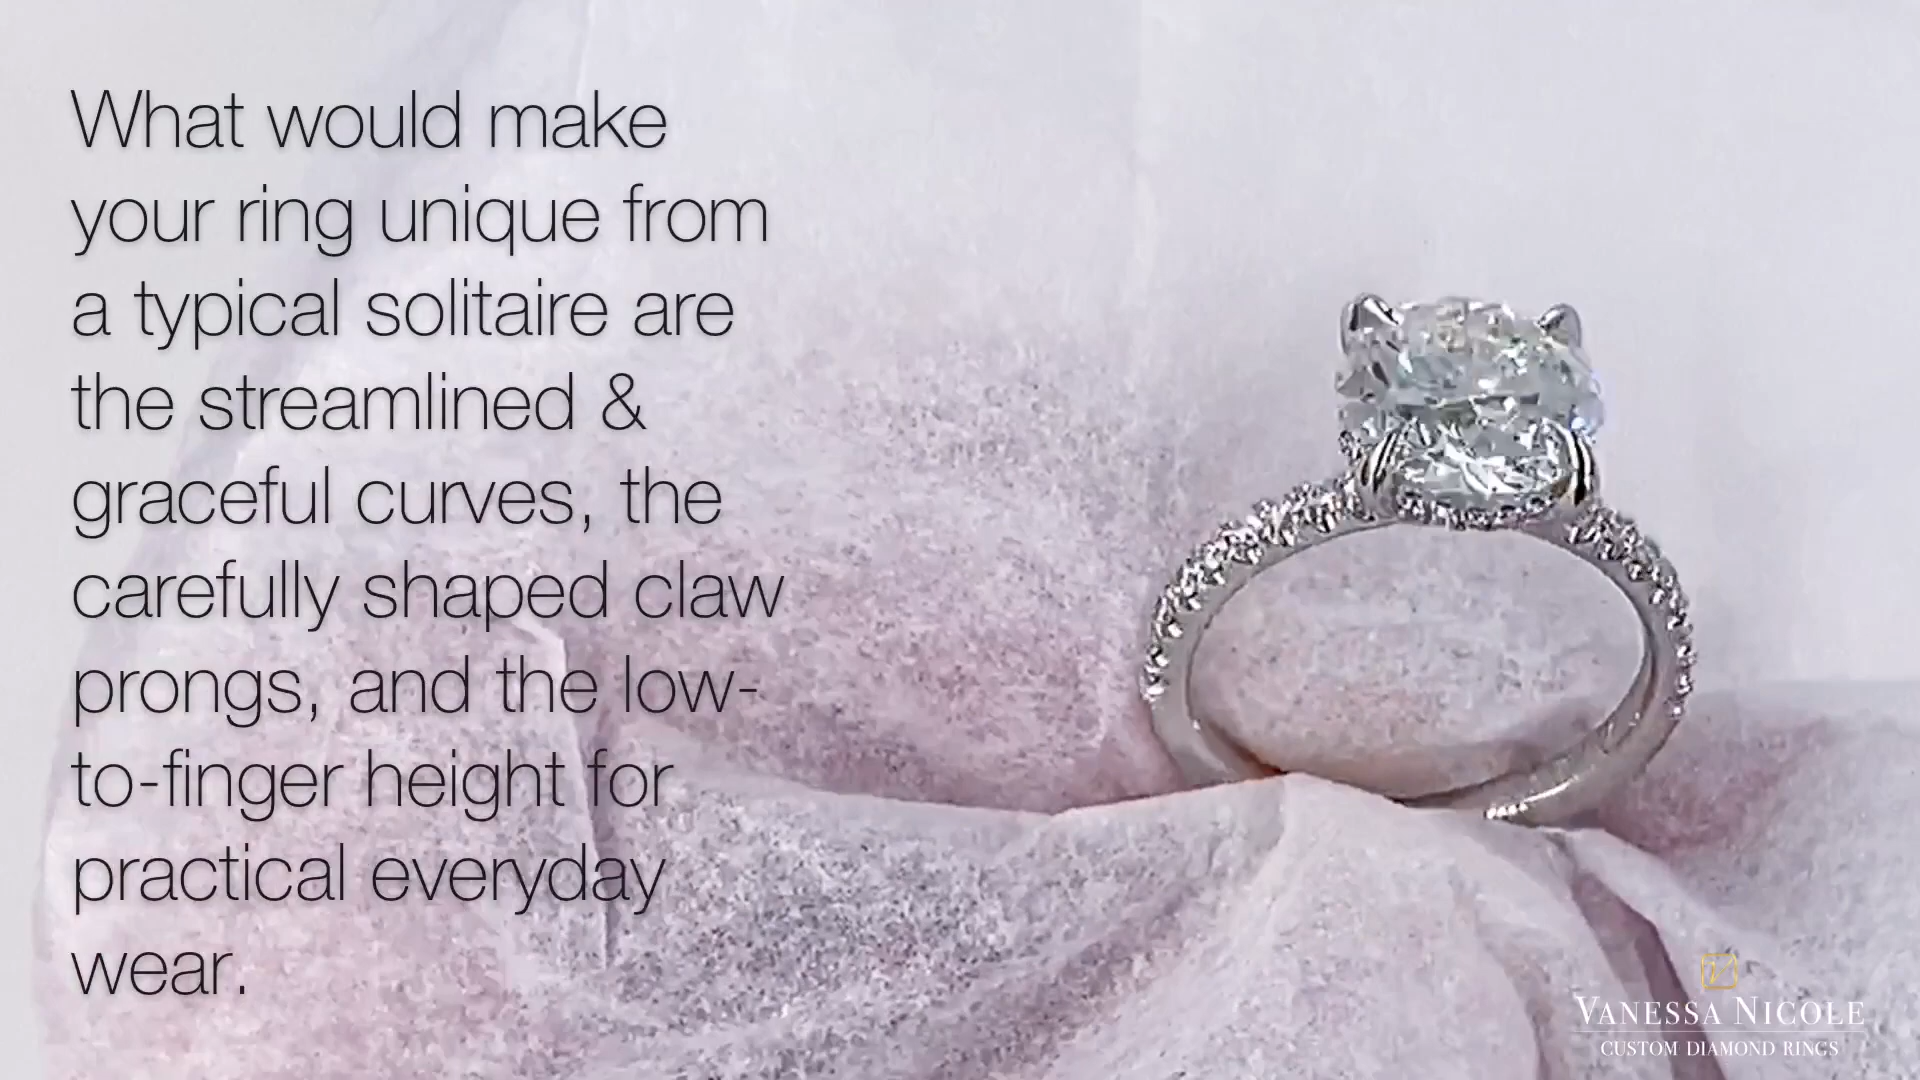 What would make
your ring unique from
a typical solitaire are
the streamlined &
graceful curves, the
carefully shaped claw
prongs, and the low-
to-finger height for
practical everyday
wear.
VANESSA NICOLE
CUSTOM DIAMOND RINGS